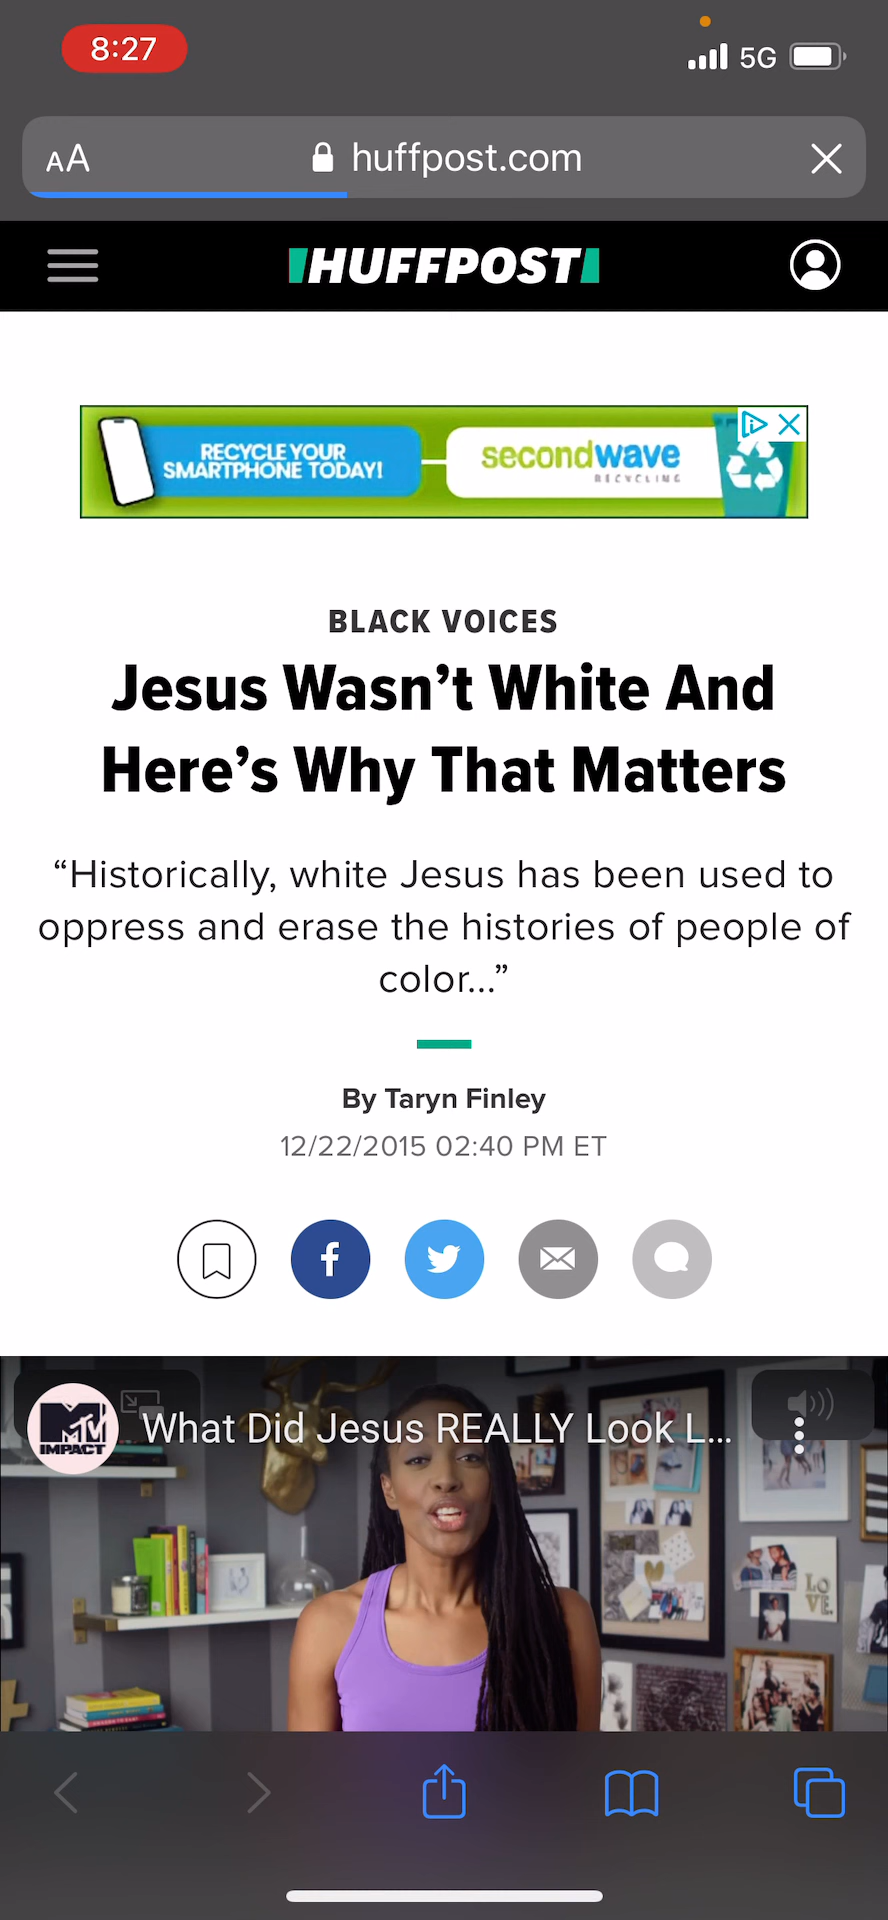 8:27
5G
AA
huffpost.com
HUFFPOST
RECYCLE YOUR
SMARTPHONE TODAY!
secondwave
RECYCLING
BLACK VOICES
Jesus Wasn’t White And
Here’s Why That Matters
“Historically, white Jesus has been used to
oppress and erase the histories of people of
color...”
By Taryn Finley
12/22/2015 02:40 PM ET
MTV
IMPACT
What Did Jesus REALLY Look L...
LO
VE.